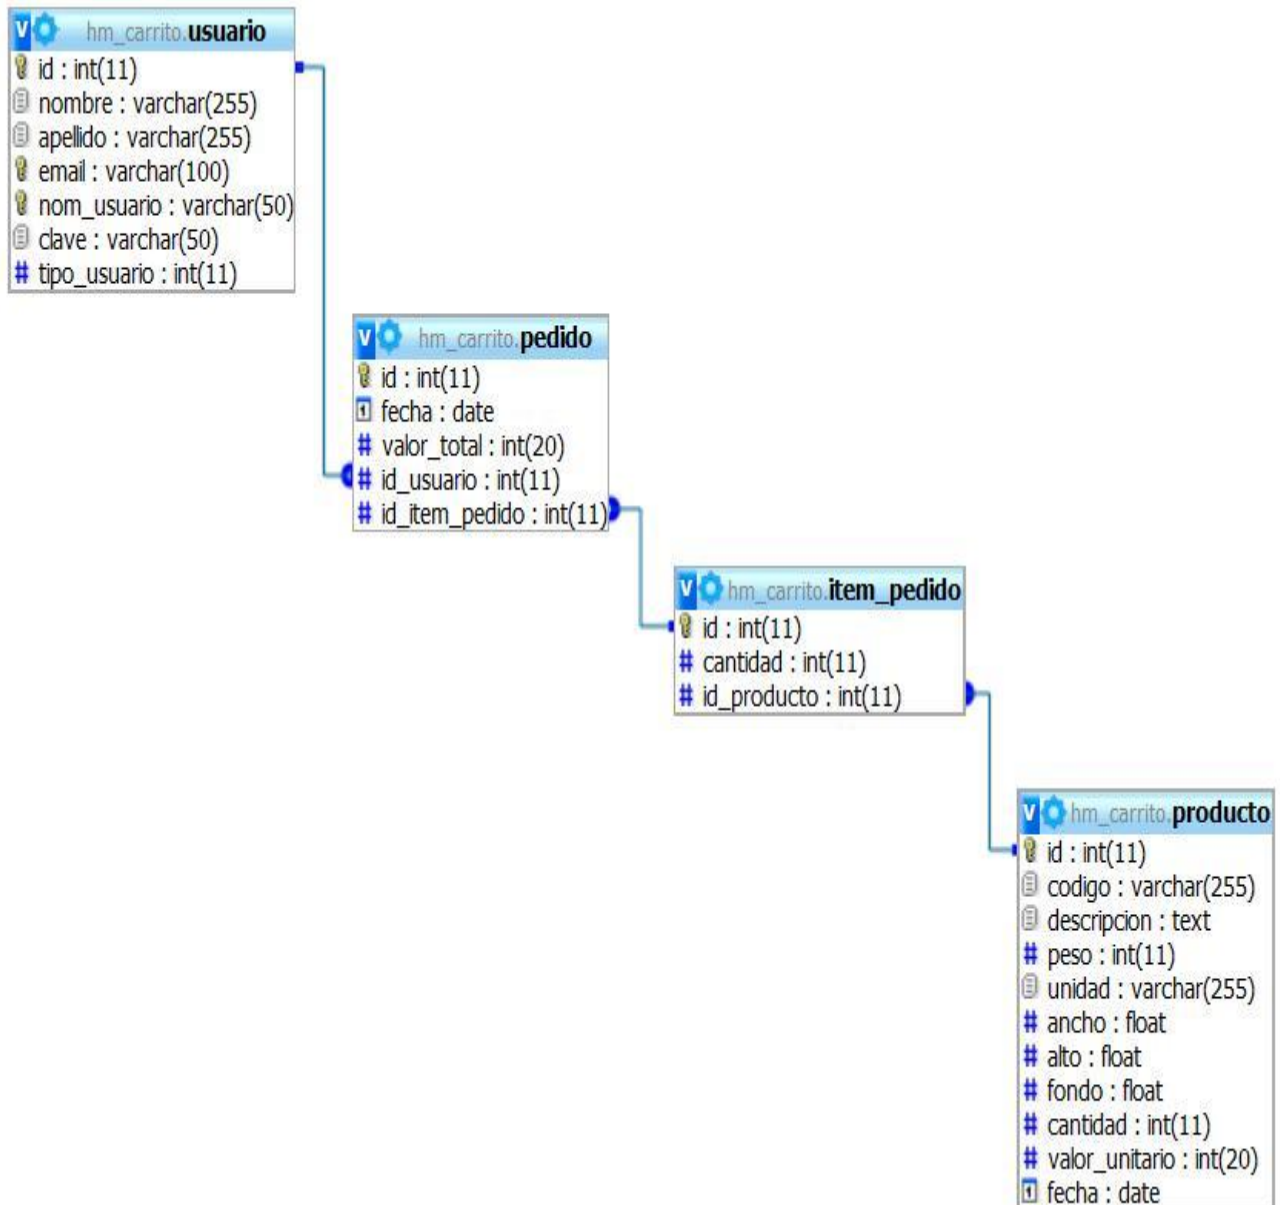 hm_carrito.usuario
id : int(11)
nombre : varchar(255)
apellido : varchar(255)
email : varchar(100)
nom_usuario : varchar(50)
clave : varchar(50)
# tipo_usuario : int(11)
hm_carrito.pedido
id : int(11)
fecha : date
# valor_total : int(20)
# id_usuario : int(11)
# id_item_pedido : int(11)
hm_carrito.item_pedido
id : int(11)
# cantidad : int(11)
# id_producto : int(11)
hm_carrito.producto
id : int(11)
codigo : varchar(255)
descripcion : text
# peso : int(11)
unidad : varchar(255)
# ancho : float
# alto : float
# fondo : float
# cantidad : int(11)
# valor_unitario : int(20)
fecha : date